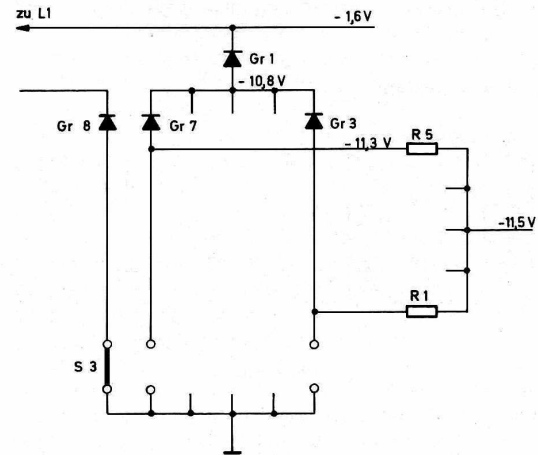 zu L1
- 1,6 V
Gr 1
- 10,8 V
Gr 8
Gr 7
Gr 3
R 5
- 11,3 V
-11,5V
R 1
S 3